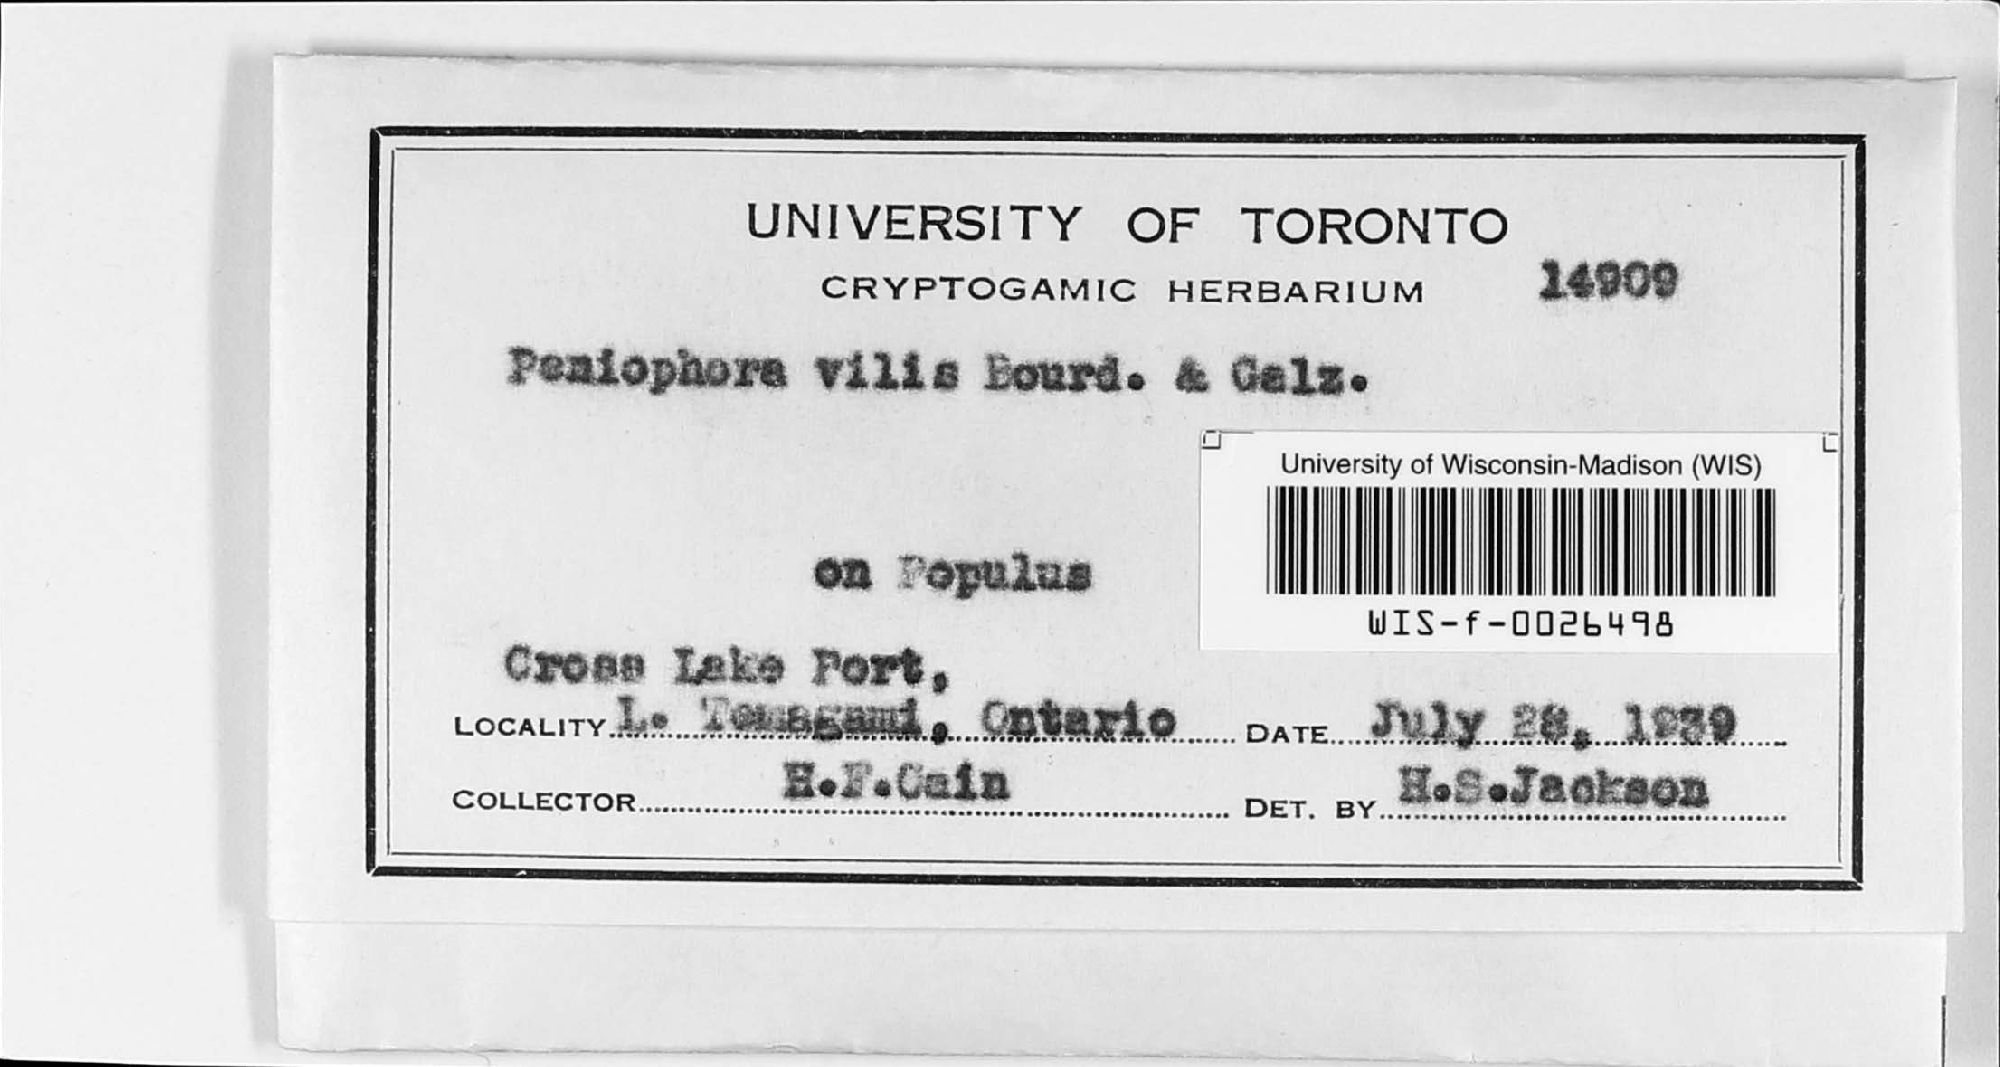 UNIVERSITY OF TORONTO
CRYPTOGAMIC HERBARIUM 14909
Peniophora vilis Bourd. & Galz.
University of Wisconsin-Madison (WIS)
WIS-f-0026498
on Populus
Cross Lake Port,
LOCALITY L. Temagami, Ontario DATE July 28, 1939
COLLECTOR H.F.Cain DET. BY H.S.Jackson